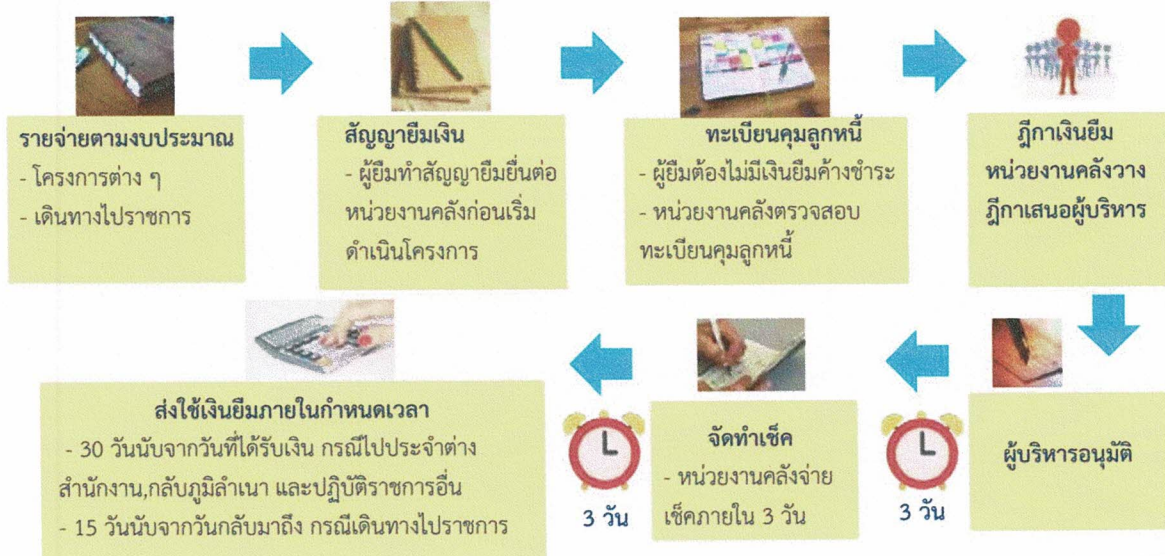 รายจ่ายตามงบประมาณ
- โครงการต่าง ๆ
- เดินทางไปราชการ
สัญญายืมเงิน
- ผู้ยืมทำสัญญายืมยื่นต่อ
หน่วยงานคลังก่อนเริ่ม
ดำเนินโครงการ
ทะเบียนคุมลูกหนี้
- ผู้ยืมต้องไม่มีเงินยืมค้างชำระ
- หน่วยงานคลังตรวจสอบ
ทะเบียนคุมลูกหนี้
ฎีกาเงินยืม
หน่วยงานคลังวาง
ฎีกาเสนอผู้บริหาร
ผู้บริหารอนุมัติ
3 วัน
จัดทำเช็ค
- หน่วยงานคลังจ่าย
เช็คภายใน 3 วัน
3 วัน
ส่งใช้เงินยืมภายในกำหนดเวลา
- 30 วันนับจากวันที่ได้รับเงิน กรณีไปประจำต่าง
สำนักงาน,กลับภูมิลำเนา และปฏิบัติราชการอื่น
- 15 วันนับจากวันกลับมาถึง กรณีเดินทางไปราชการ